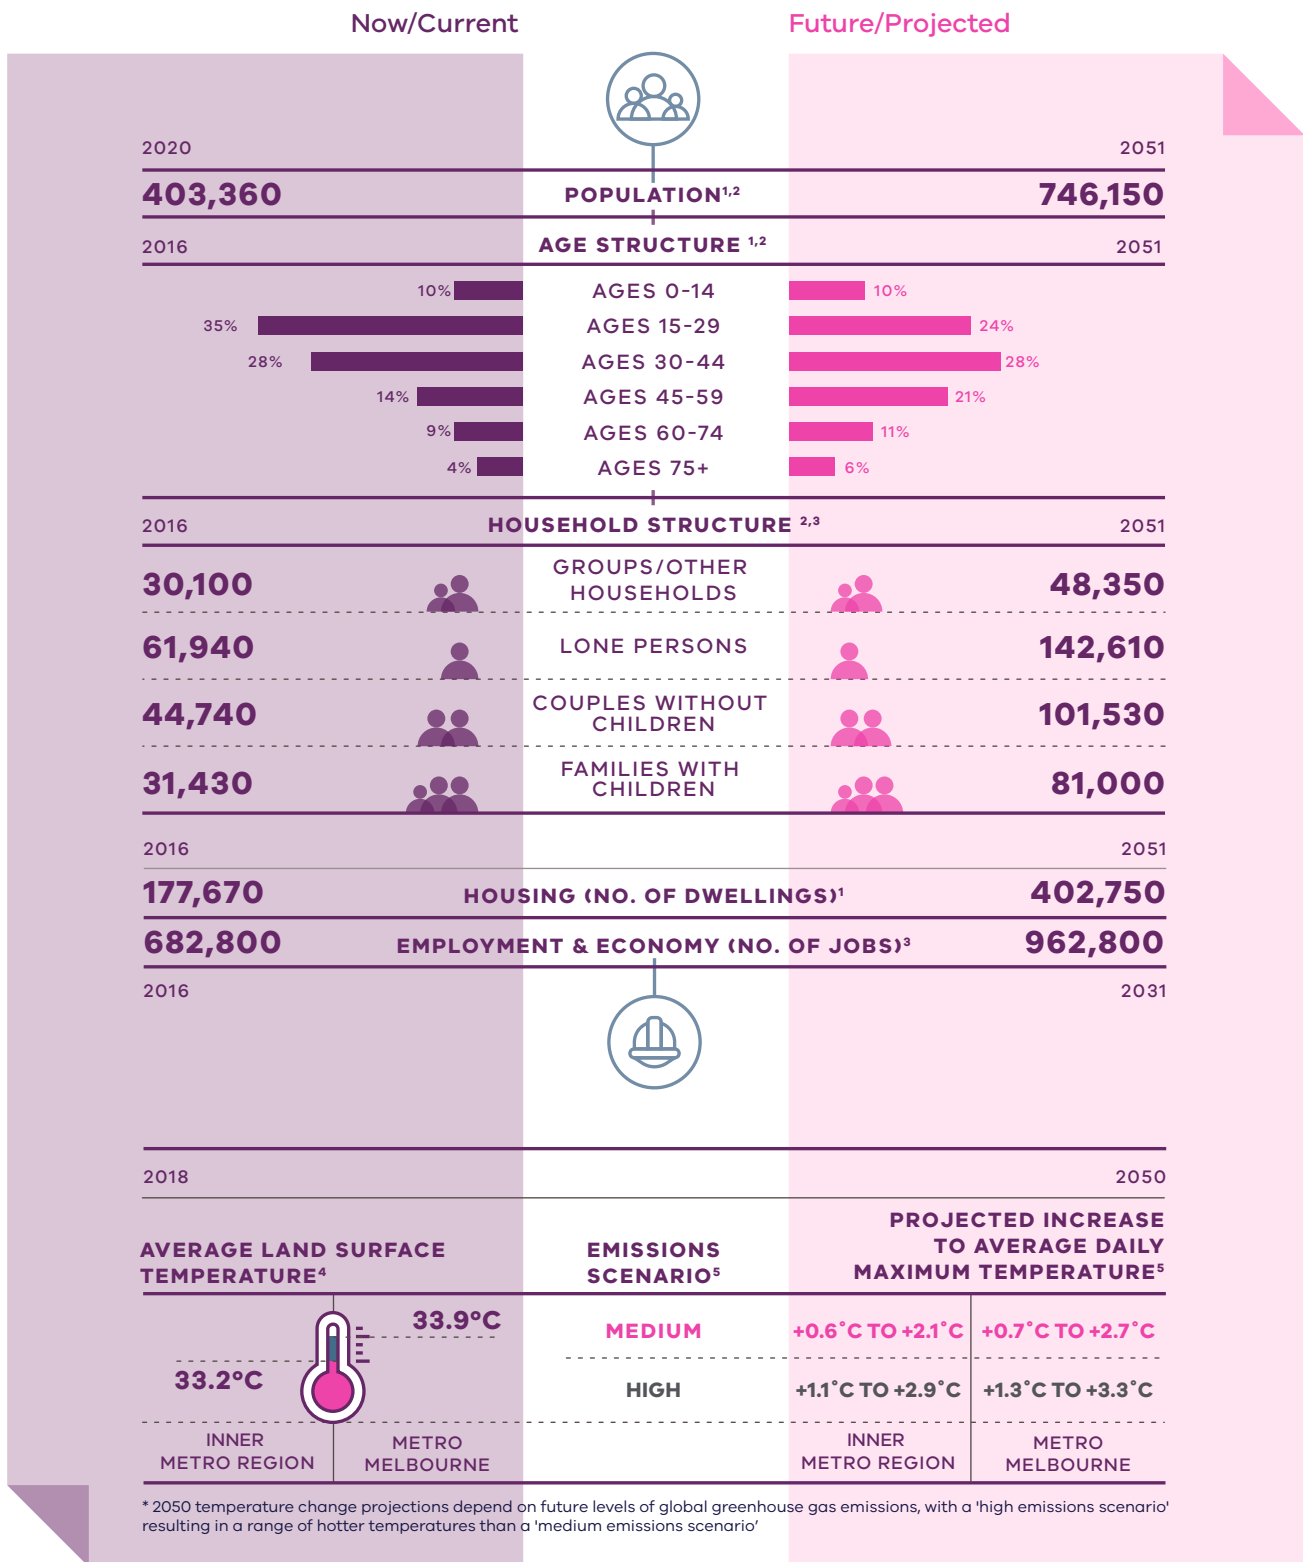 Now/Current
Future/Projected
2020
2051
403,360
POPULATION¹,²
746,150
2016
AGE STRUCTURE ¹,²
2051
10%
AGES 0-14
10%
35%
AGES 15-29
24%
28%
AGES 30-44
28%
14%
AGES 45-59
21%
9%
AGES 60-74
11%
4%
AGES 75+
6%
2016
HOUSEHOLD STRUCTURE ²,³
2051
30,100
GROUPS/OTHER
HOUSEHOLDS
48,350
61,940
LONE PERSONS
142,610
44,740
COUPLES WITHOUT
CHILDREN
101,530
31,430
FAMILIES WITH
CHILDREN
81,000
2016
2051
177,670
HOUSING (NO. OF DWELLINGS)¹
402,750
682,800
EMPLOYMENT & ECONOMY (NO. OF JOBS)³
962,800
2016
2031
2018
2050
AVERAGE LAND SURFACE
TEMPERATURE⁴
EMISSIONS
SCENARIO⁵
PROJECTED INCREASE
TO AVERAGE DAILY
MAXIMUM TEMPERATURE⁵
33.9°C
33.2°C
MEDIUM
+0.6˚C TO +2.1˚C
+0.7˚C TO +2.7˚C
HIGH
+1.1˚C TO +2.9˚C
+1.3˚C TO +3.3˚C
INNER
METRO REGION
METRO
MELBOURNE
INNER
METRO REGION
METRO
MELBOURNE
* 2050 temperature change projections depend on future levels of global greenhouse gas emissions, with a 'high emissions scenario'
resulting in a range of hotter temperatures than a 'medium emissions scenario’